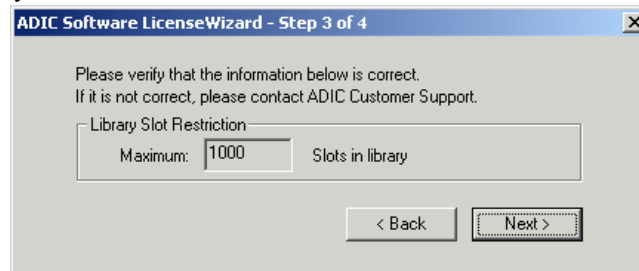 ADIC Software LicenseWizard - Step 3 of 4
Please verify that the information below is correct.
If it is not correct, please contact ADIC Customer Support.
Library Slot Restriction
Maximum: 1000 Slots in library
< Back Next >